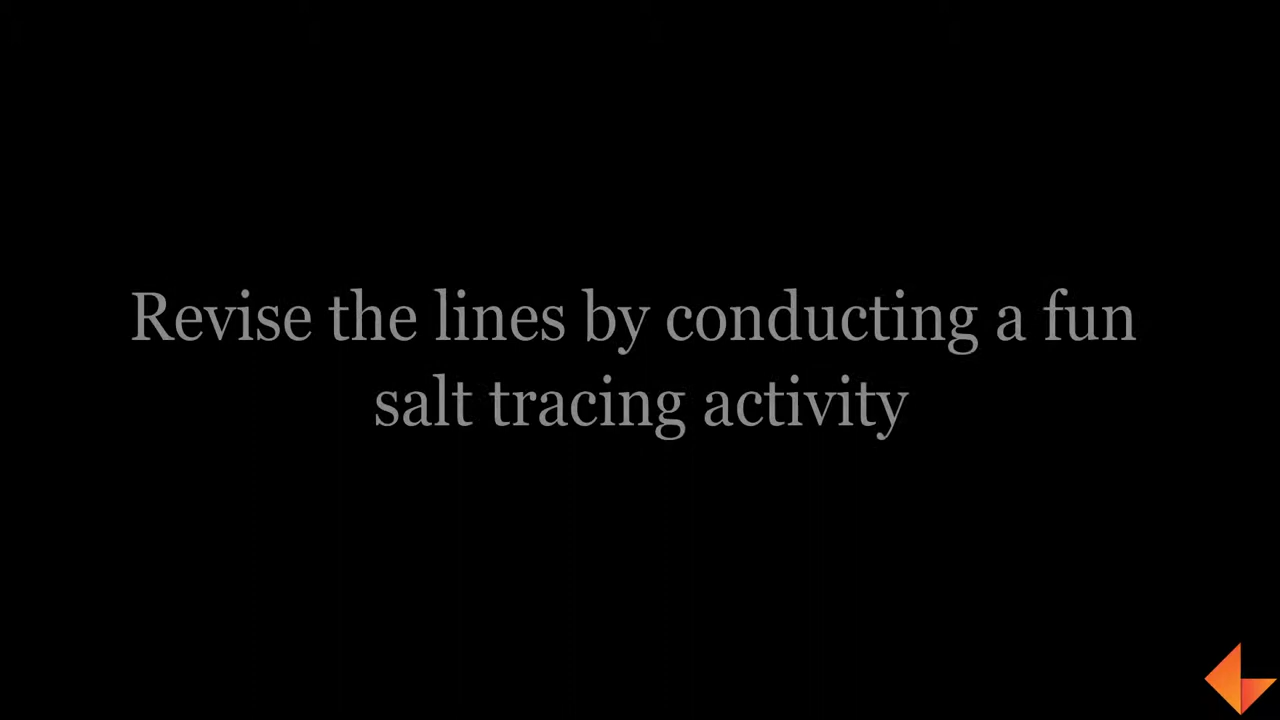 Revise the lines by conducting a fun
salt tracing activity